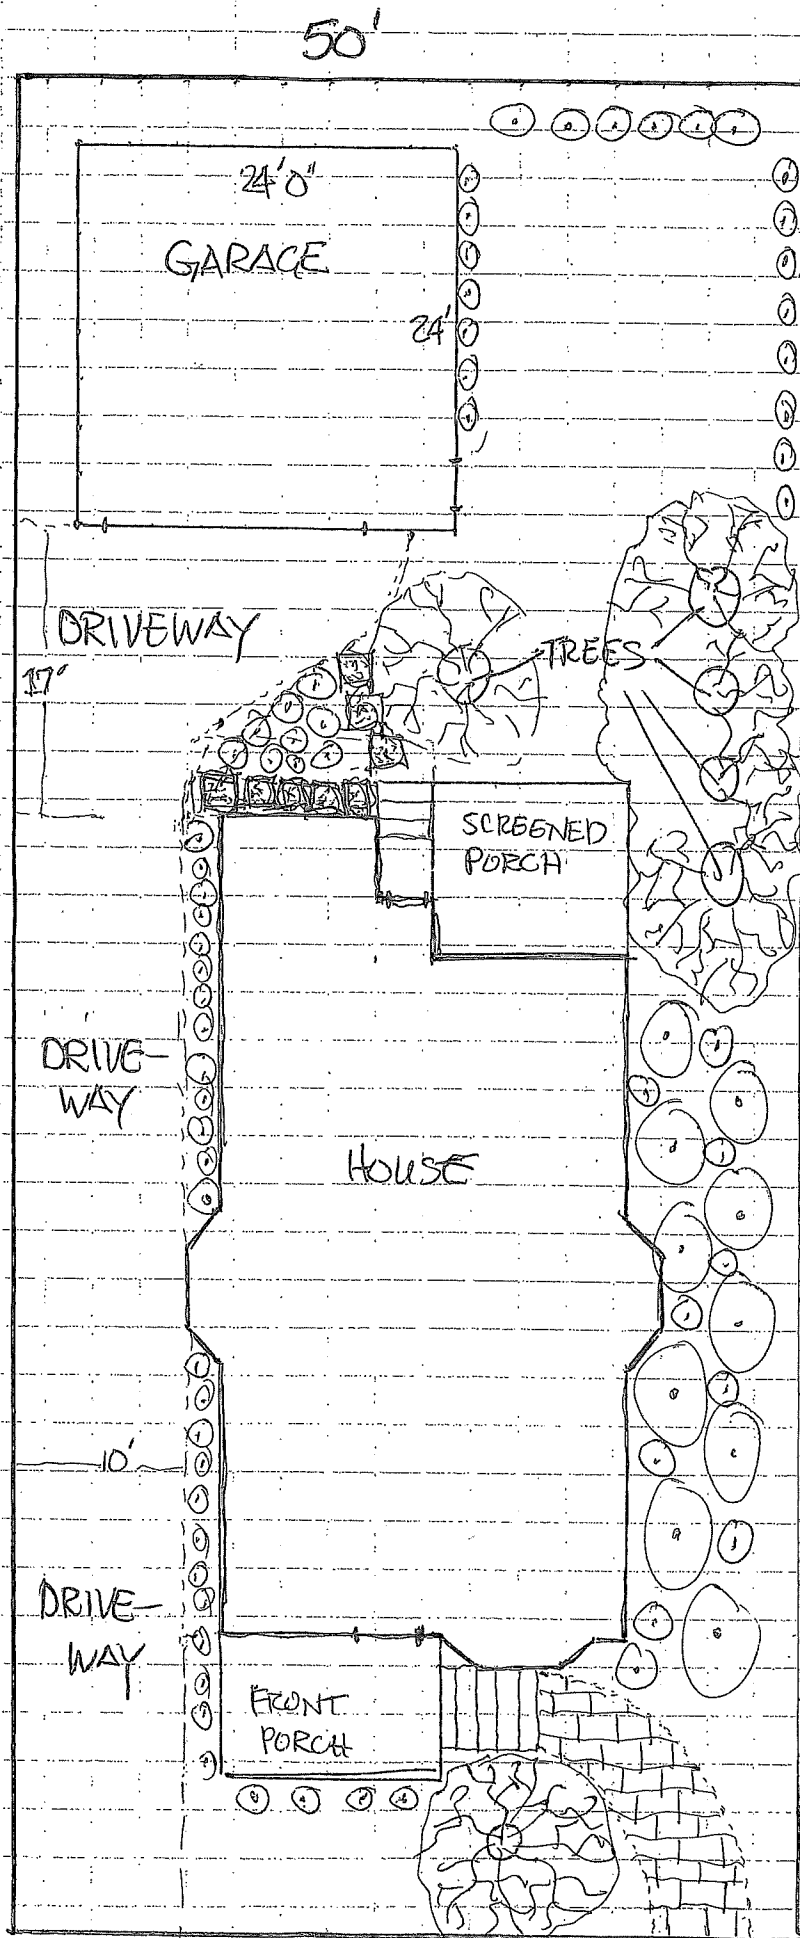 50'
24'0"
GARAGE
24'
DRIVEWAY
TREES
17'
SCREENED
PORCH
DRIVE-
WAY
HOUSE
10'
DRIVE-
WAY
FRONT
PORCH